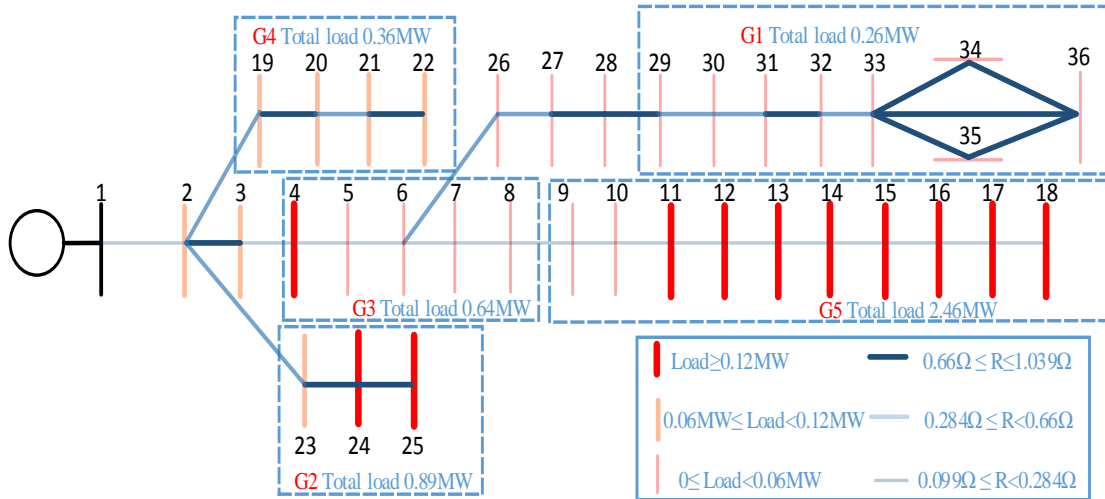 G4 Total load 0.36MW
19 20 21 22
G1 Total load 0.26MW
26 27 28 29 30 31 32 33 34 36
35
1 2 3 4 5 6 7 8 9 10 11 12 13 14 15 16 17 18
G3 Total load 0.64MW
G5 Total load 2.46MW
23 24 25
G2 Total load 0.89MW
Load≥0.12MW
0.66Ω ≤ R≤1.039Ω
0.06MW≤ Load<0.12MW
0.284Ω ≤ R<0.66Ω
0≤ Load<0.06MW
0.099Ω ≤ R<0.284Ω